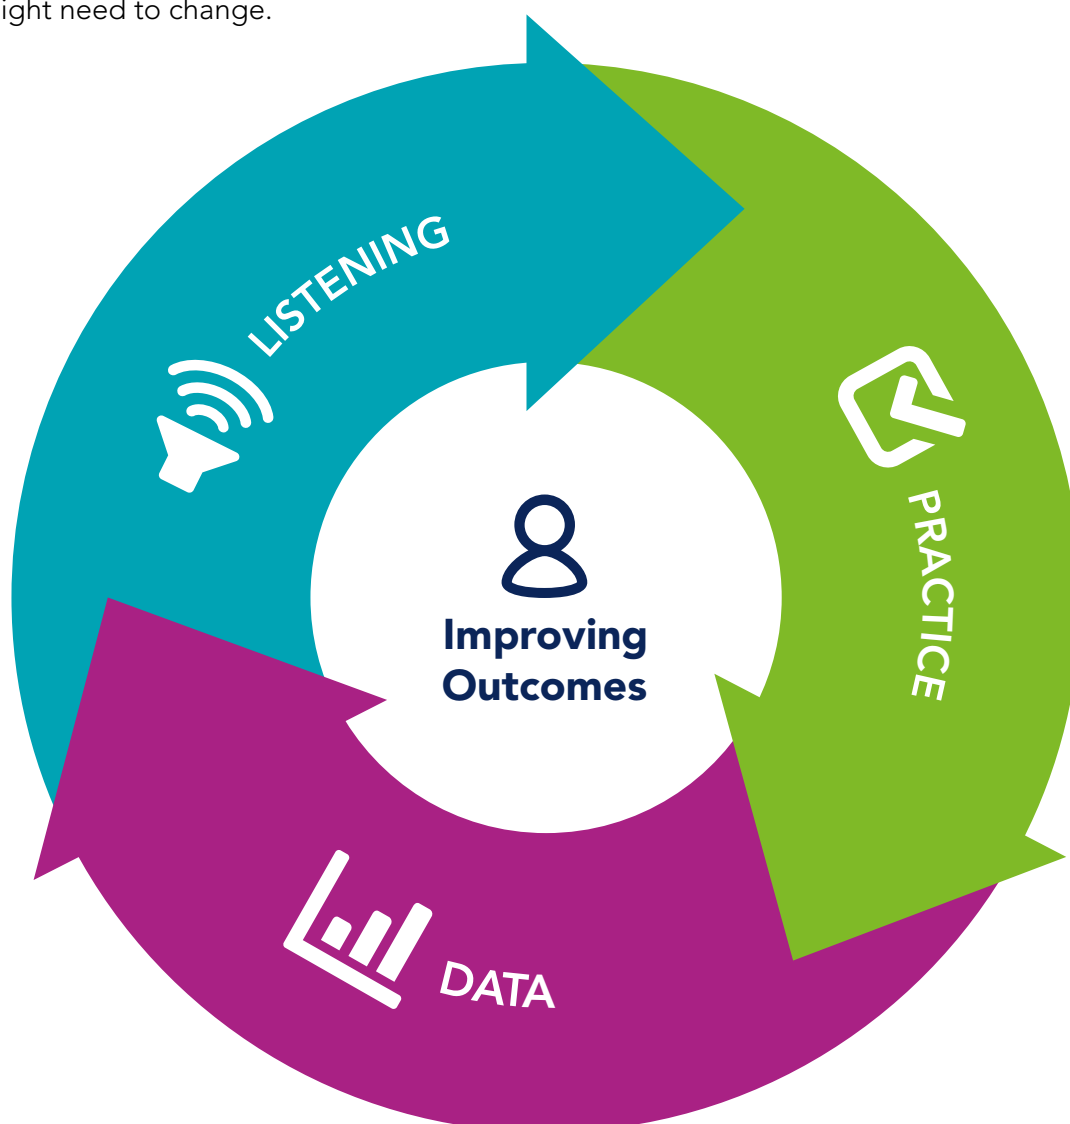 ight need to change.
LISTENING
PRACTICE
Improving
Outcomes
DATA